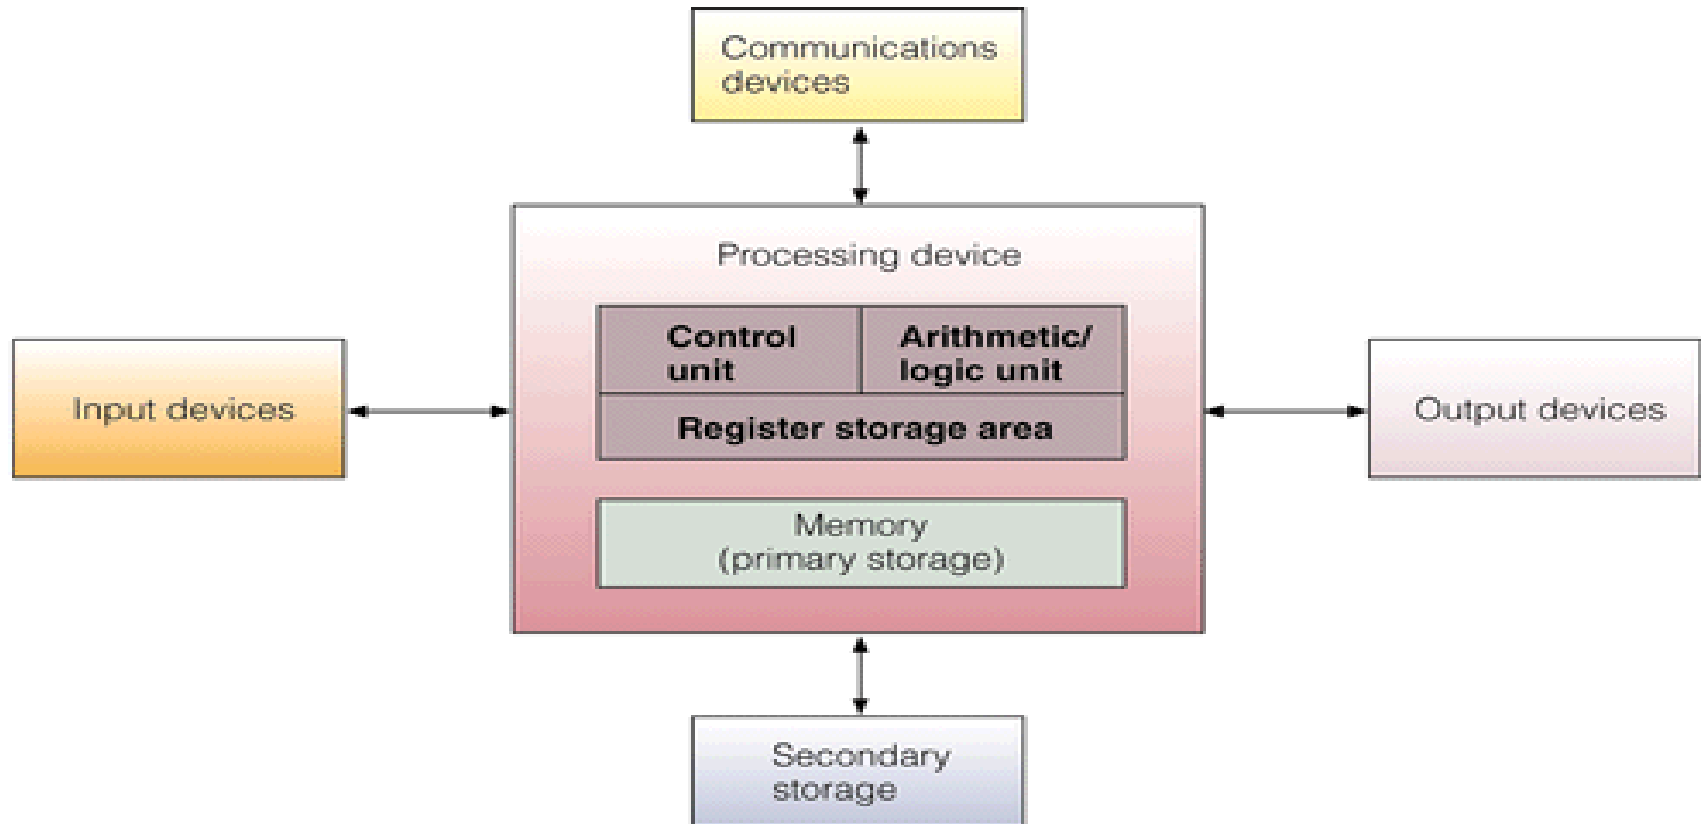 Communications
devices
Processing device
Control
unit
Arithmetic/
logic unit
Input devices
Output devices
Register storage area
Memory
(primary storage)
Secondary
storage